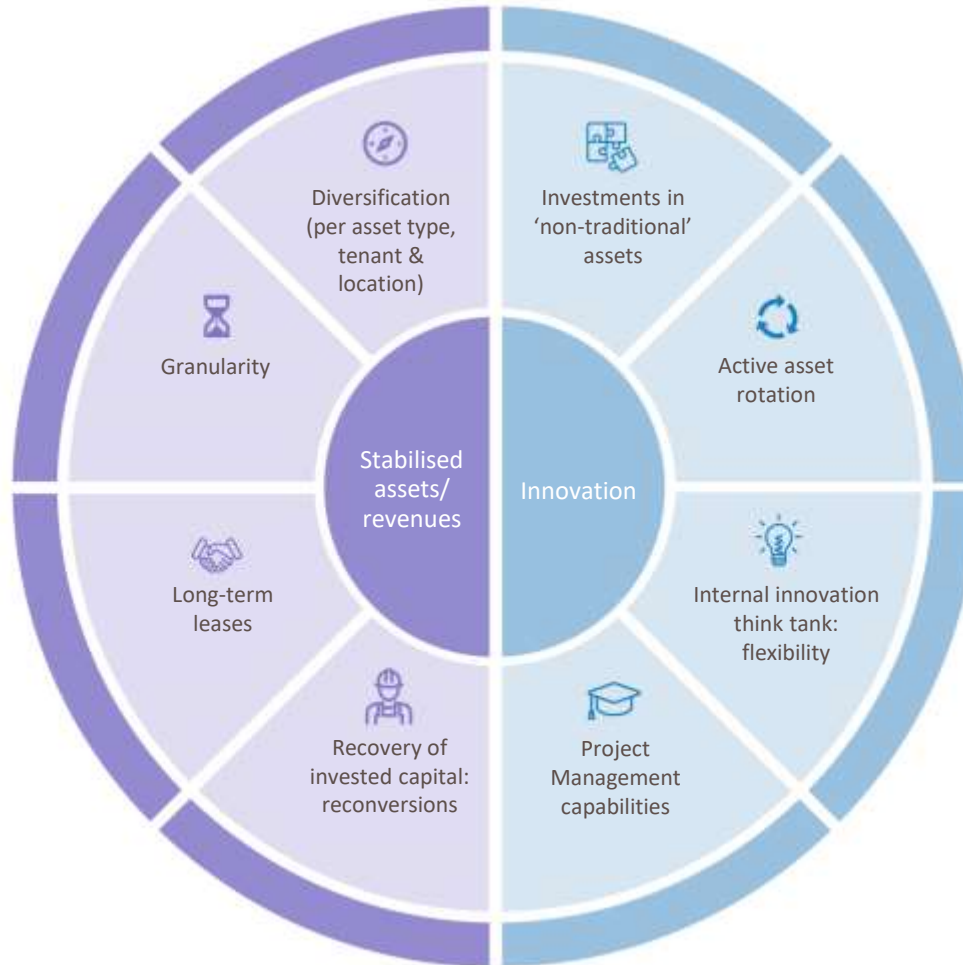 Diversification
(per asset type,
tenant &
location)
Investments in
‘non-traditional’
assets
Granularity
Active asset
rotation
Stabilised
assets/
revenues
Innovation
Long-term
leases
Internal innovation
think tank:
flexibility
Recovery of
invested capital:
reconversions
Project
Management
capabilities